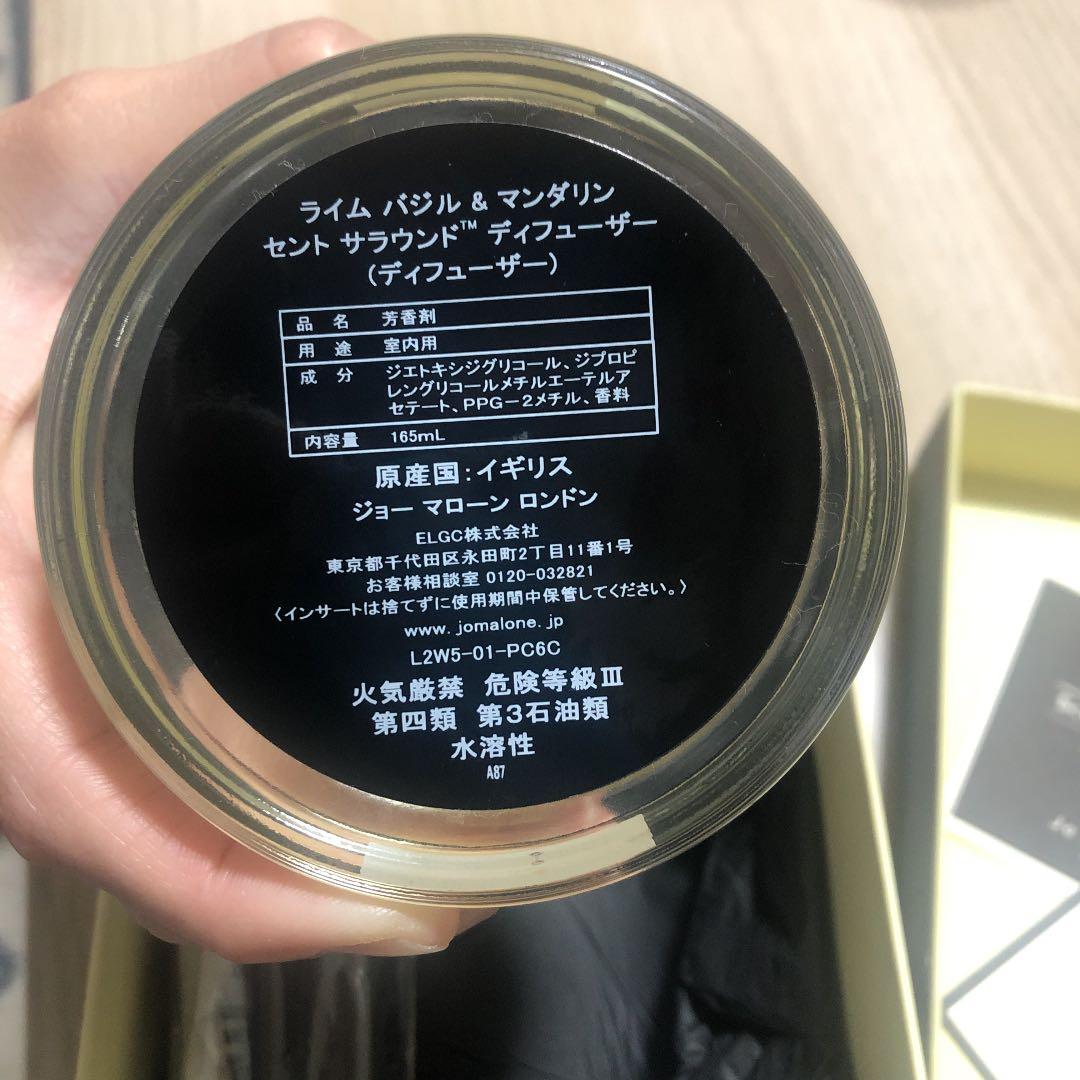 ライム バジル & マンダリン
セント サラウンド™ ディフューザー
(ディフューザー)
品 名 芳香剤
用 途 室内用
成 分 ジエトキシジグリコール、ジプロピ
レングリコールメチルエーテルア
セテート、PPG-2メチル、香料
内容量 165mL
原産国:イギリス
ジョー マローン ロンドン
ELGC株式会社
東京都千代田区永田町2丁目11番1号
お客様相談室 0120-032821
〈インサートは捨てずに使用期間中保管してください。〉
www.jomalone.jp
L2W5-01-PC6C
火気厳禁 危険等級Ⅲ
第四類 第3石油類
水溶性
A87